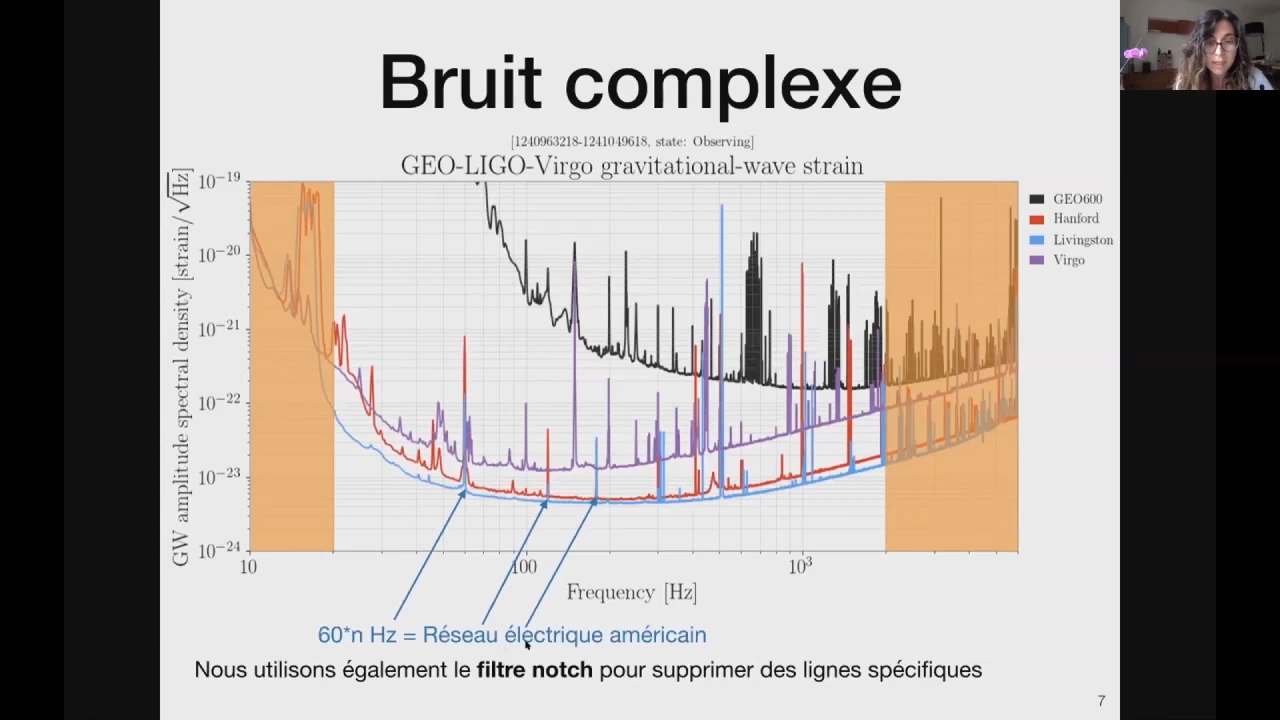 Bruit complexe
[1240963218-1241049618, state: Observing]
GEO-LIGO-Virgo gravitational-wave strain
GW amplitude spectral density [strain/√Hz]
10⁻¹⁹
10⁻²⁰
10⁻²¹
10⁻²²
10⁻²³
10⁻²⁴
GEO600
Hanford
Livingston
Virgo
10
100
10³
Frequency [Hz]
60*n Hz = Réseau électrique américain
Nous utilisons également le filtre notch pour supprimer des lignes spécifiques
7